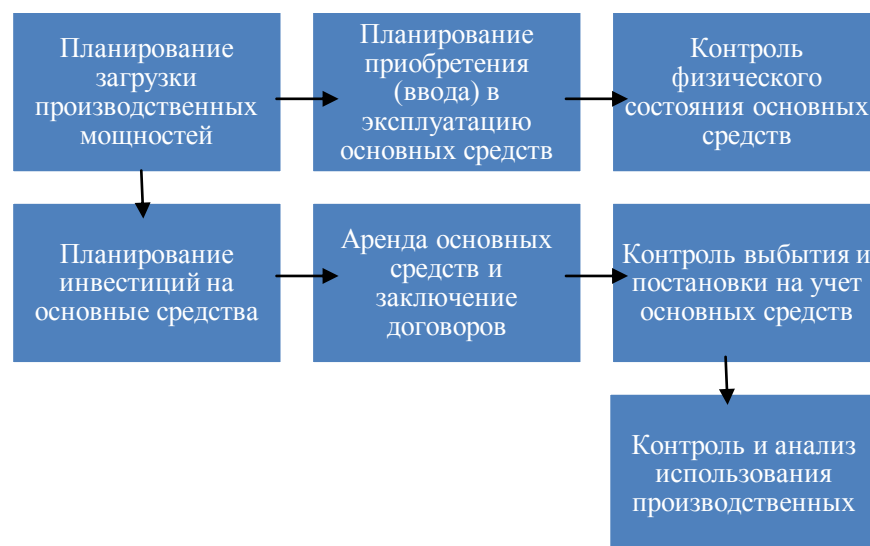 Планирование
загрузки
производственных
мощностей
Планирование
приобретения
(ввода) в
эксплуатацию
основных средств
Контроль
физического
состояния основных
средств
Планирование
инвестиций на
основные средства
Аренда основных
средств и
заключение
договоров
Контроль выбытия и
постановки на учет
основных средств
Контроль и анализ
использования
производственных